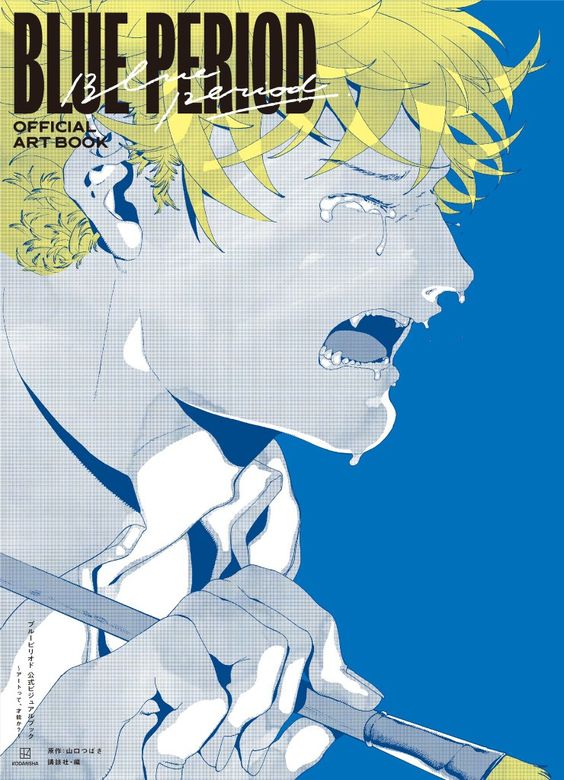 BLUE PERIOD
Blue
period
OFFICIAL
ART BOOK
ブルーピリオド 公式ビジュアルブック
〜アートって、才能か?〜
KODANSHA
原作:山口つばさ
講談社・編